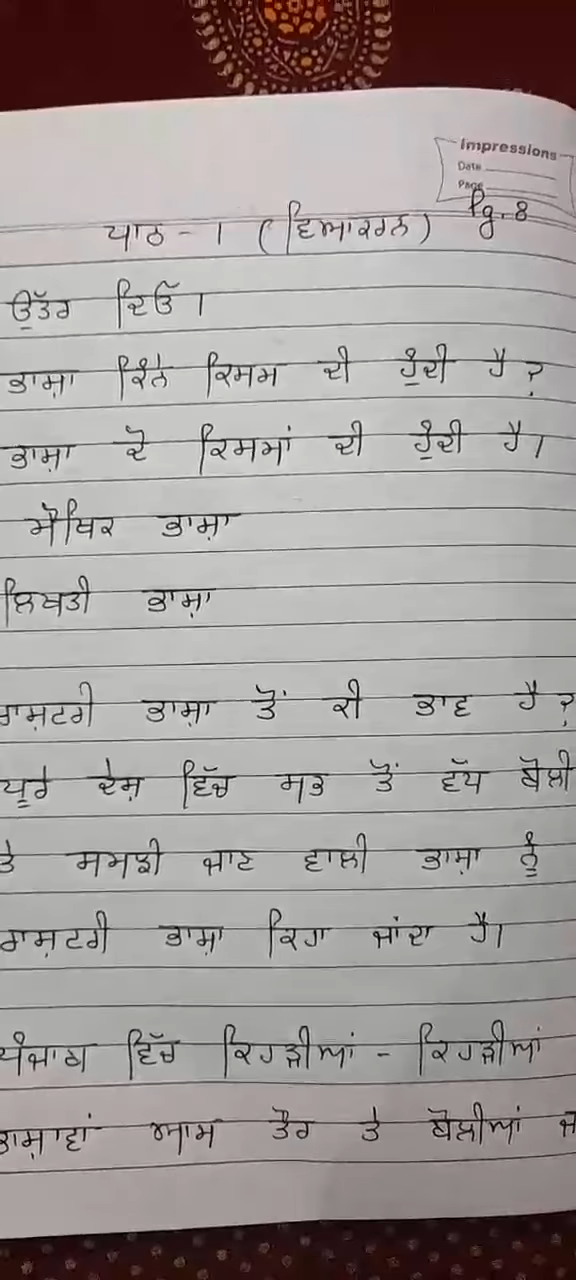 Impressions
Date
Page
Pg.8
ਪਾਠ - 1 (ਵਿਆਕਰਨ)
ਉੱਤਰ ਦਿਓ।
ਭਾਸ਼ਾ ਕਿੰਨੇ ਕਿਸਮ ਦੀ ਹੁੰਦੀ ਹੈ?
ਭਾਸ਼ਾ ਦੋ ਕਿਸਮਾਂ ਦੀ ਹੁੰਦੀ ਹੈ।
ਮੌਖਿਕ ਭਾਸ਼ਾ
ਲਿਖਤੀ ਭਾਸ਼ਾ
ਰਾਸ਼ਟਰੀ ਭਾਸ਼ਾ ਤੋਂ ਕੀ ਭਾਵ ਹੈ?
ਪੂਰੇ ਦੇਸ਼ ਵਿੱਚ ਸਭ ਤੋਂ ਵੱਧ ਬੋਲੀ
ਤੇ ਸਮਝੀ ਜਾਣ ਵਾਲੀ ਭਾਸ਼ਾ ਨੂੰ
ਰਾਸ਼ਟਰੀ ਭਾਸ਼ਾ ਕਿਹਾ ਜਾਂਦਾ ਹੈ।
ਪੰਜਾਬ ਵਿੱਚ ਕਿਹੜੀਆਂ - ਕਿਹੜੀਆਂ
ਭਾਸ਼ਾਵਾਂ ਆਮ ਤੌਰ ਤੇ ਬੋਲੀਆਂ